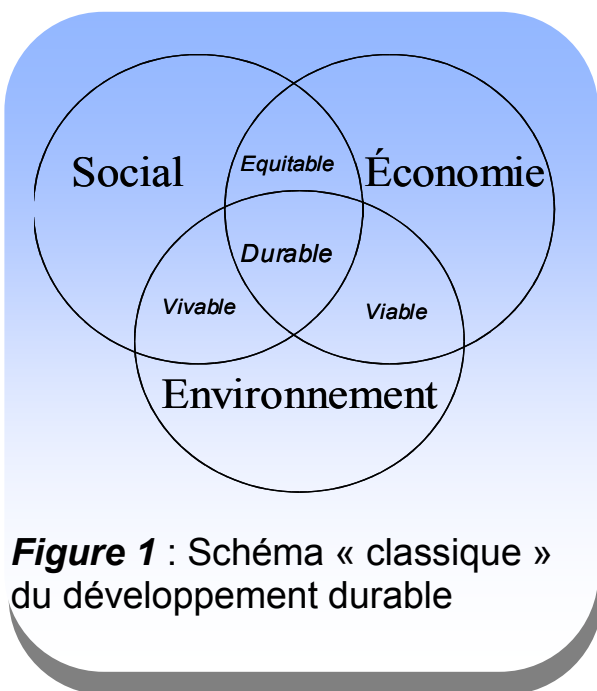 Social Equitable Économie
Durable
Vivable Viable
Environnement
Figure 1 : Schéma « classique »
du développement durable